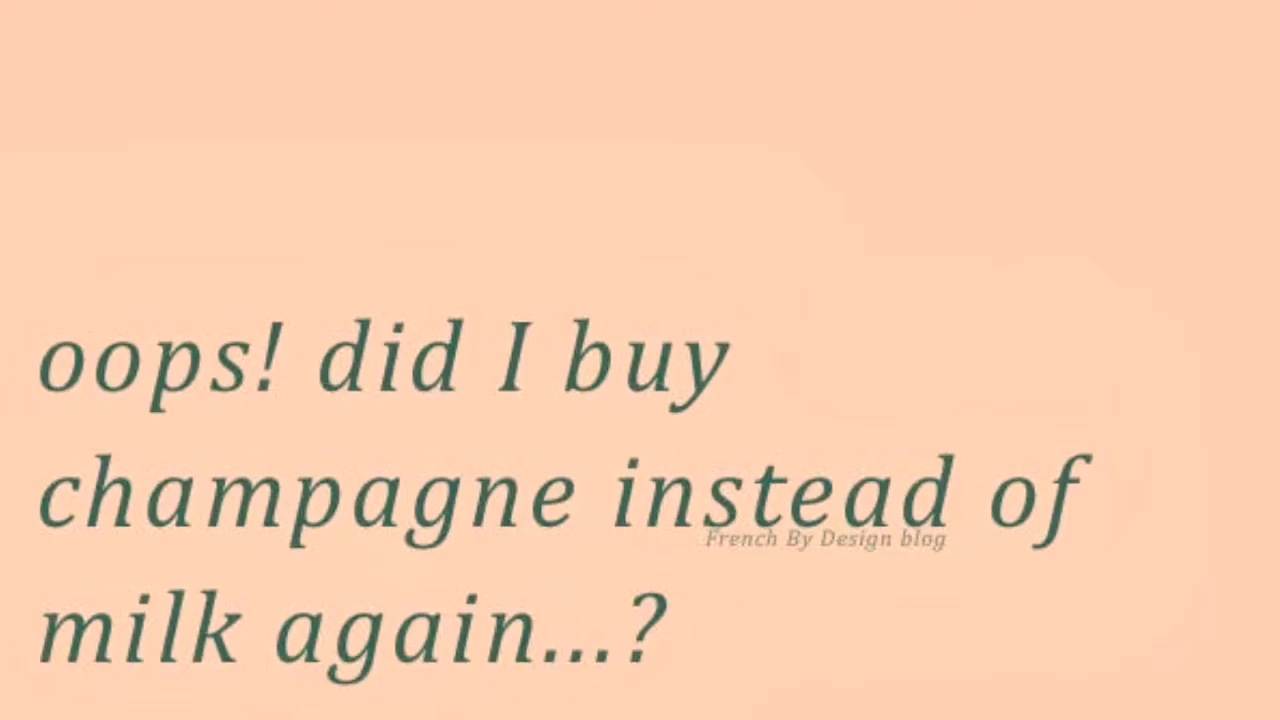 oops! did I buy
champagne instead of
French By Design blog
milk again...?